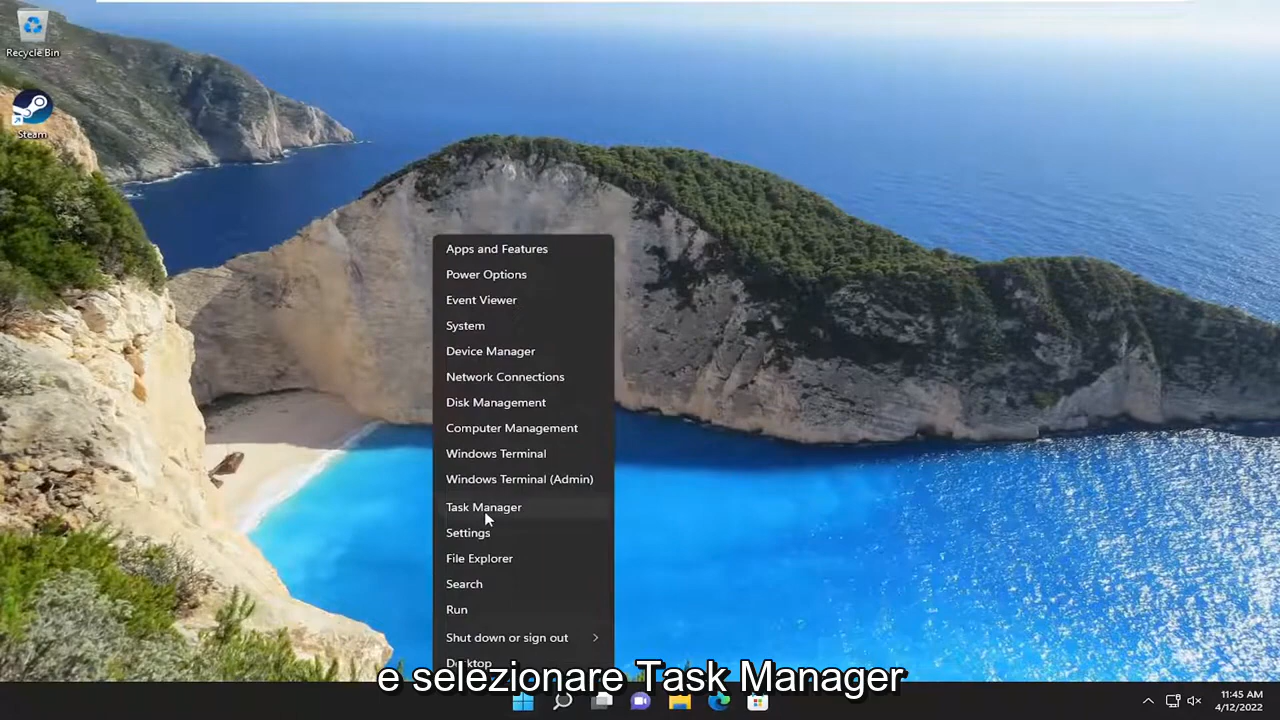 Recycle Bin
Steam
Apps and Features
Power Options
Event Viewer
System
Device Manager
Network Connections
Disk Management
Computer Management
Windows Terminal
Windows Terminal (Admin)
Task Manager
Settings
File Explorer
Search
Run
Shut down or sign out
Desktop
e selezionare Task Manager
11:45 AM
4/12/2022